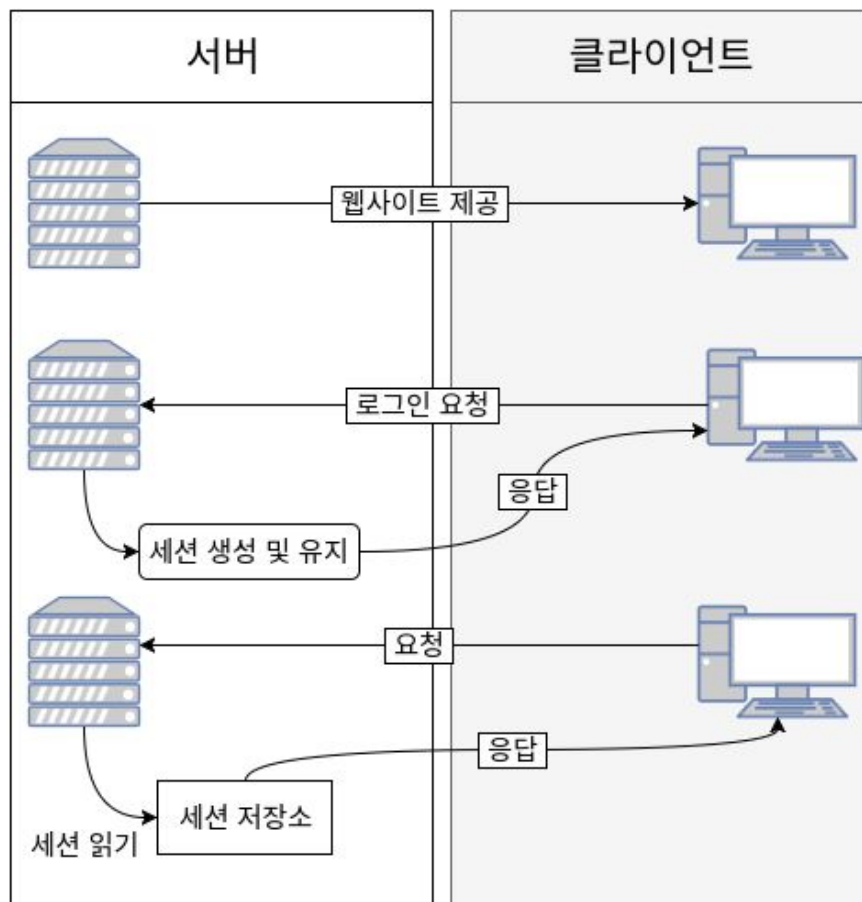 서버
클라이언트
웹사이트 제공
로그인 요청
응답
세션 생성 및 유지
요청
응답
세션 저장소
세션 읽기